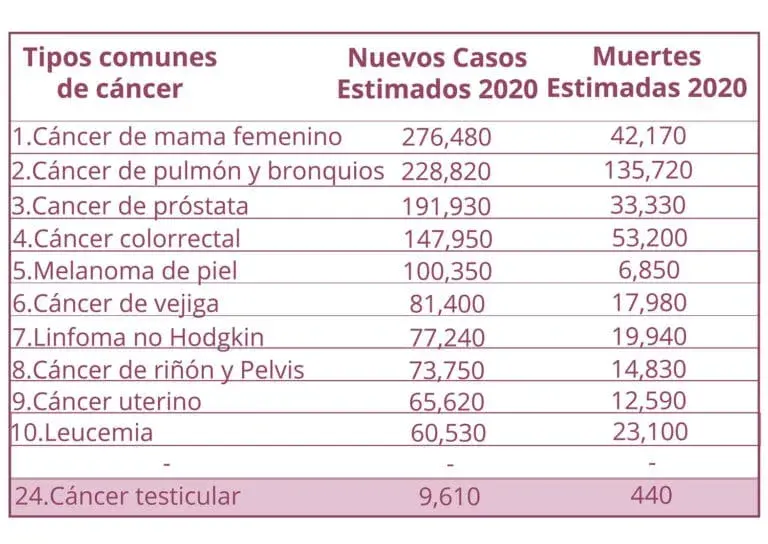 Tipos comunes de cáncer Nuevos Casos Estimados 2020 Muertes Estimadas 2020
1.Cáncer de mama femenino 276,480 42,170
2.Cáncer de pulmón y bronquios 228,820 135,720
3.Cancer de próstata 191,930 33,330
4.Cáncer colorrectal 147,950 53,200
5.Melanoma de piel 100,350 6,850
6.Cáncer de vejiga 81,400 17,980
7.Linfoma no Hodgkin 77,240 19,940
8.Cáncer de riñón y Pelvis 73,750 14,830
9.Cáncer uterino 65,620 12,590
10.Leucemia 60,530 23,100
- - -
24.Cáncer testicular 9,610 440